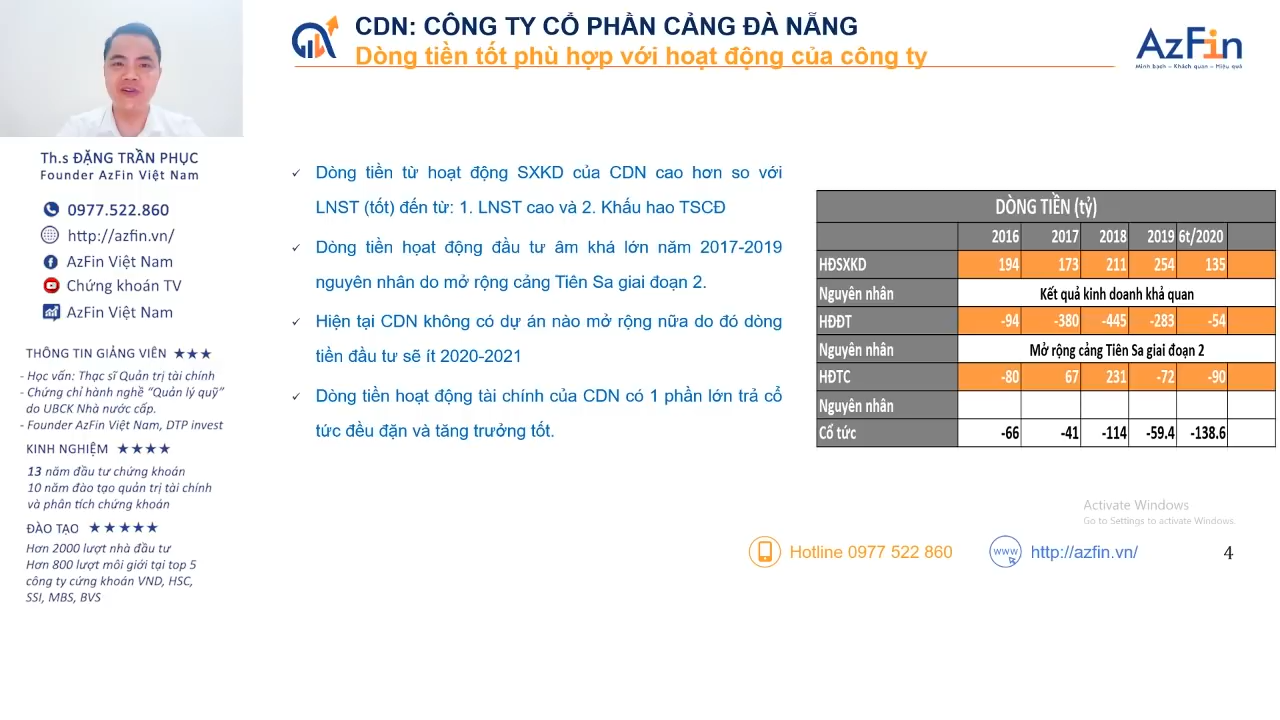 CDN: CÔNG TY CỔ PHẦN CẢNG ĐÀ NẴNG
Dòng tiền tốt phù hợp với hoạt động của công ty
AzFin
Minh bạch – Khách quan – Hiệu quả
Th.s ĐẶNG TRẦN PHỤC
Founder AzFin Việt Nam
0977.522.860
http://azfin.vn/
AzFin Việt Nam
Chứng khoán TV
AzFin Việt Nam
THÔNG TIN GIẢNG VIÊN ★★★
- Học vấn: Thạc sĩ Quản trị tài chính
- Chứng chỉ hành nghề “Quản lý quỹ”
do UBCK Nhà nước cấp.
- Founder AzFin Việt Nam, DTP invest
KINH NGHIỆM ★★★★
13 năm đầu tư chứng khoán
10 năm đào tạo quản trị tài chính
và phân tích chứng khoán
ĐÀO TẠO ★★★★★
Hơn 2000 lượt nhà đầu tư
Hơn 800 lượt môi giới tại top 5
công ty cứng khoán VND, HSC,
SSI, MBS, BVS
✓ Dòng tiền từ hoạt động SXKD của CDN cao hơn so với
LNST (tốt) đến từ: 1. LNST cao và 2. Khấu hao TSCĐ
✓ Dòng tiền hoạt động đầu tư âm khá lớn năm 2017-2019
nguyên nhân do mở rộng cảng Tiên Sa giai đoạn 2.
✓ Hiện tại CDN không có dự án nào mở rộng nữa do đó dòng
tiền đầu tư sẽ ít 2020-2021
✓ Dòng tiền hoạt động tài chính của CDN có 1 phần lớn trả cổ
tức đều đặn và tăng trưởng tốt.
DÒNG TIỀN (tỷ)
2016 2017 2018 2019 6t/2020
HĐSXKD 194 173 211 254 135
Nguyên nhân Kết quả kinh doanh khả quan
HĐĐT -94 -380 -445 -283 -54
Nguyên nhân Mở rộng cảng Tiên Sa giai đoạn 2
HĐTC -80 67 231 -72 -90
Nguyên nhân
Cổ tức -66 -41 -114 -59.4 -138.6
Activate Windows
Go to Settings to activate Windows
Hotline 0977 522 860
www
http://azfin.vn/
4